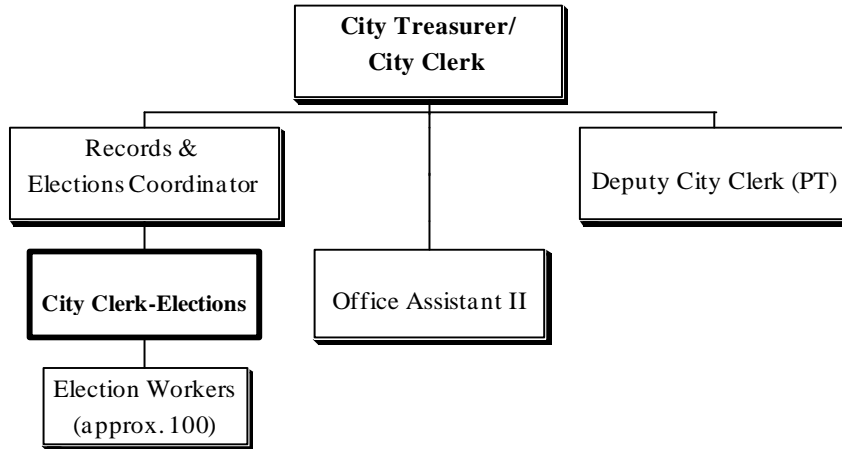 City Treasurer/
City Clerk
Records &
Elections Coordinator
Deputy City Clerk (PT)
City Clerk-Elections
Office Assistant II
Election Workers
(approx. 100)